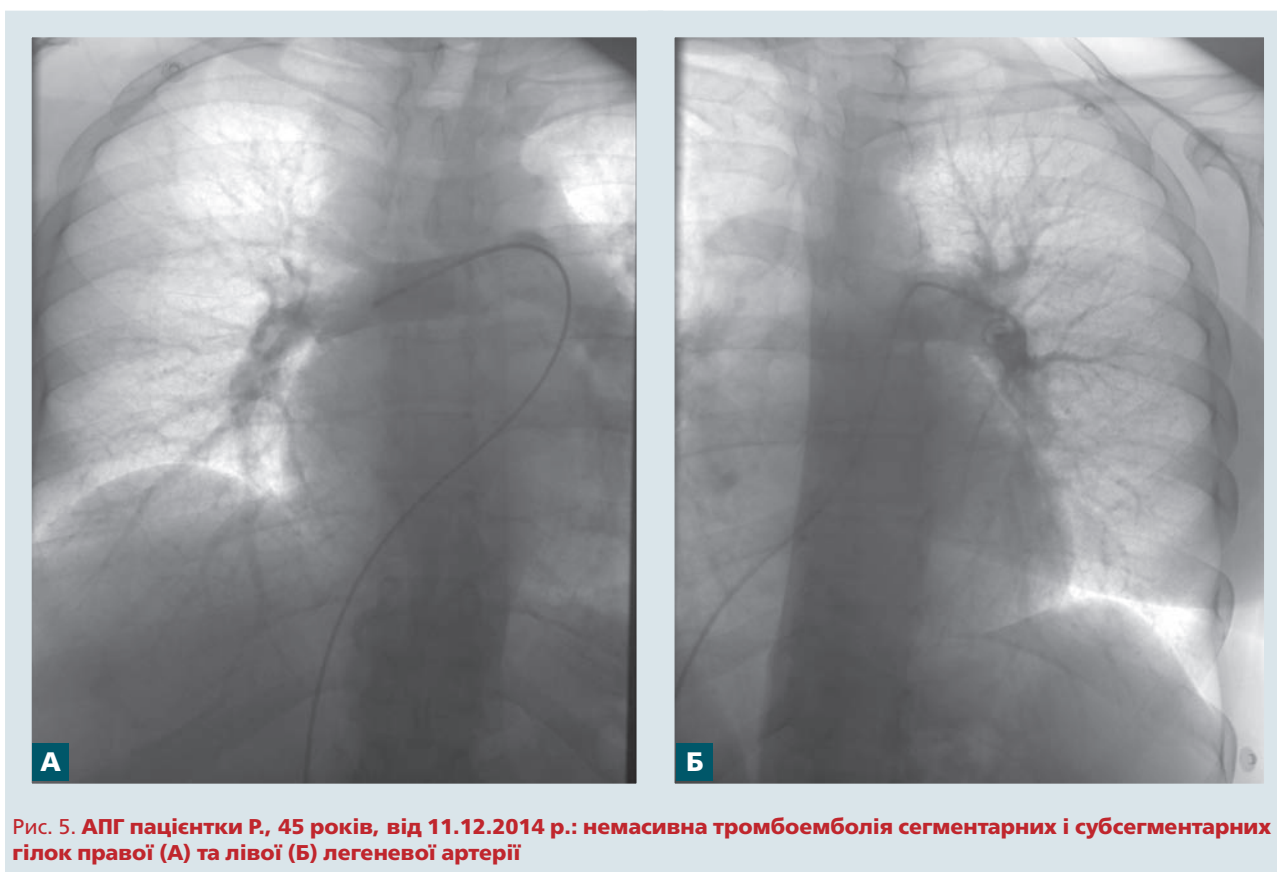 А
Б
Рис. 5. АПГ пацієнтки Р., 45 років, від 11.12.2014 р.: немасивна тромбоемболія сегментарних і субсегментарних
гілок правої (А) та лівої (Б) легеневої артерії